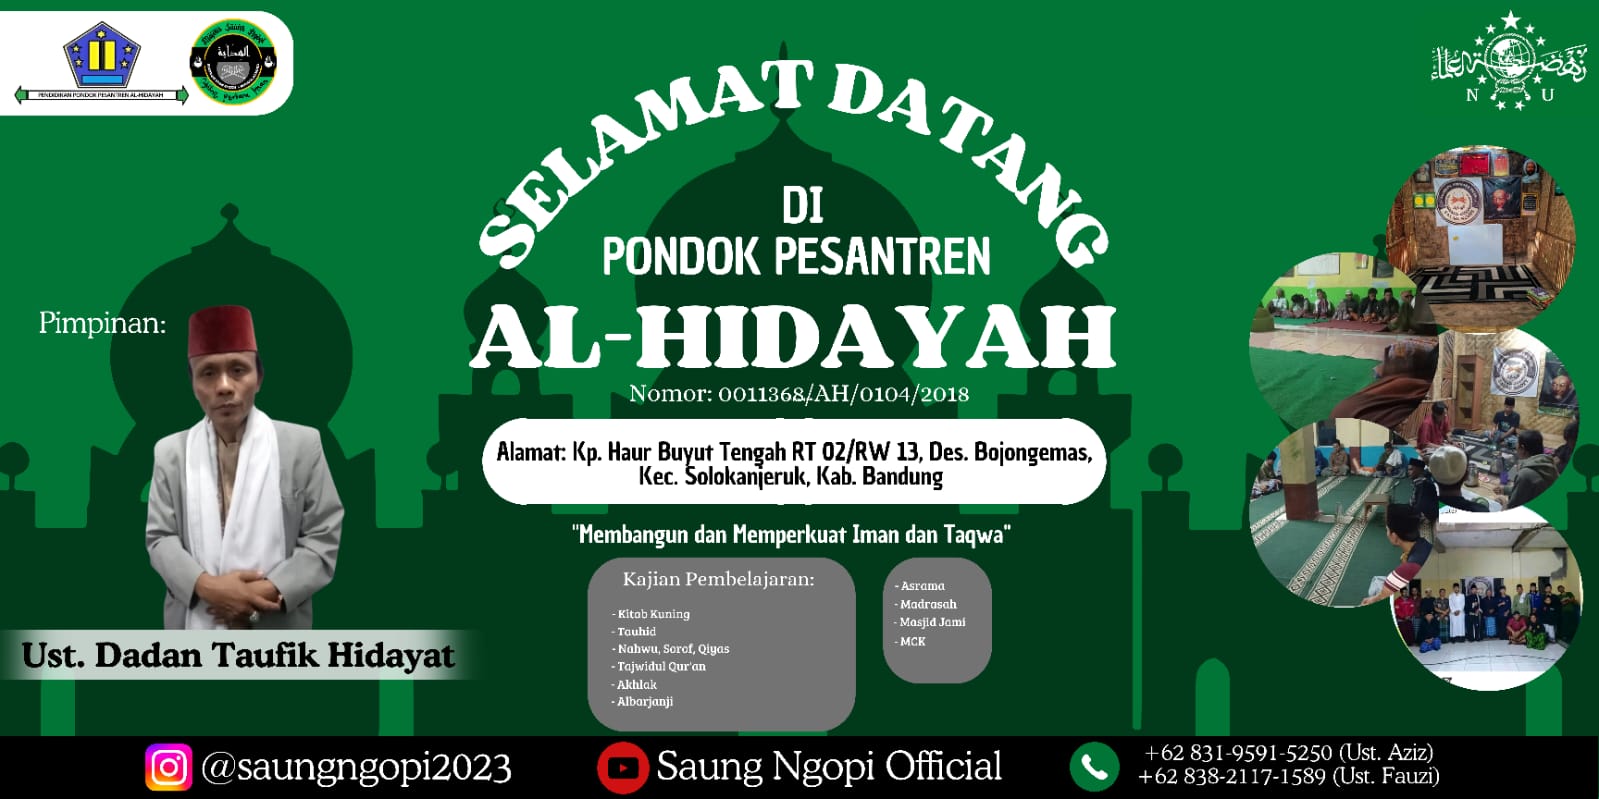 PENDIDIKAN PONDOK PESANTREN AL-HIDAYAH
الهداية
N U
SELAMAT DATANG
DI
PONDOK PESANTREN
AL-HIDAYAH
Nomor: 0011368/AH/0104/2018
Alamat: Kp. Haur Buyut Tengah RT 02/RW 13, Des. Bojongemas,
Kec. Solokanjeruk, Kab. Bandung
"Membangun dan Memperkuat Iman dan Taqwa"
Pimpinan:
Ust. Dadan Taufik Hidayat
Kajian Pembelajaran:
- Kitab Kuning
- Tauhid
- Nahwu, Sorof, Qiyas
- Tajwidul Qur'an
- Akhlak
- Albarjanji
- Asrama
- Madrasah
- Masjid Jami
- MCK
@saungngopi2023
Saung Ngopi Official
+62 831-9591-5250 (Ust. Aziz)
+62 838-2117-1589 (Ust. Fauzi)